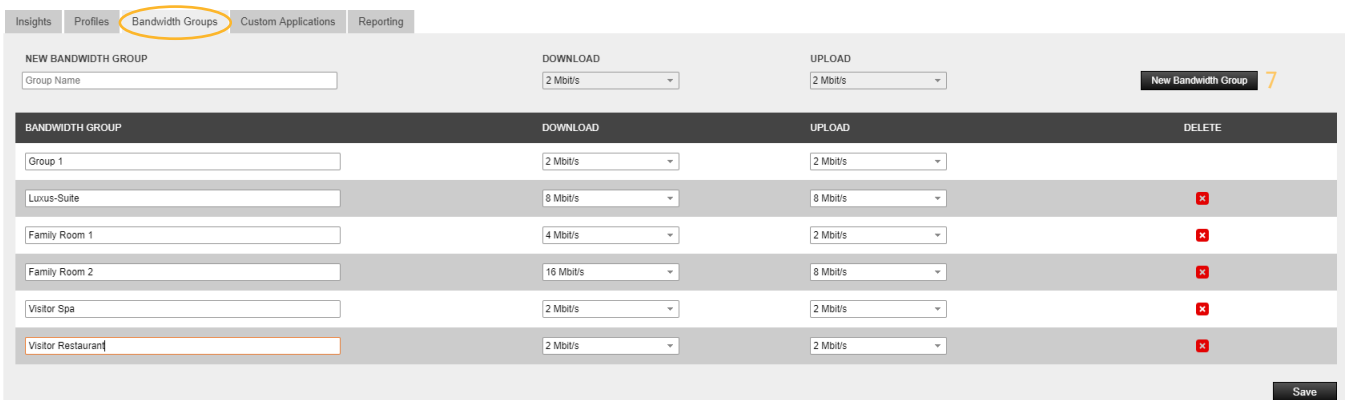 Insights Profiles Bandwidth Groups Custom Applications Reporting
NEW BANDWIDTH GROUP DOWNLOAD UPLOAD
Group Name 2 Mbit/s 2 Mbit/s New Bandwidth Group 7
BANDWIDTH GROUP DOWNLOAD UPLOAD DELETE
Group 1 2 Mbit/s 2 Mbit/s
Luxus-Suite 8 Mbit/s 8 Mbit/s
Family Room 1 4 Mbit/s 2 Mbit/s
Family Room 2 16 Mbit/s 8 Mbit/s
Visitor Spa 2 Mbit/s 2 Mbit/s
Visitor Restaurant 2 Mbit/s 2 Mbit/s
Save